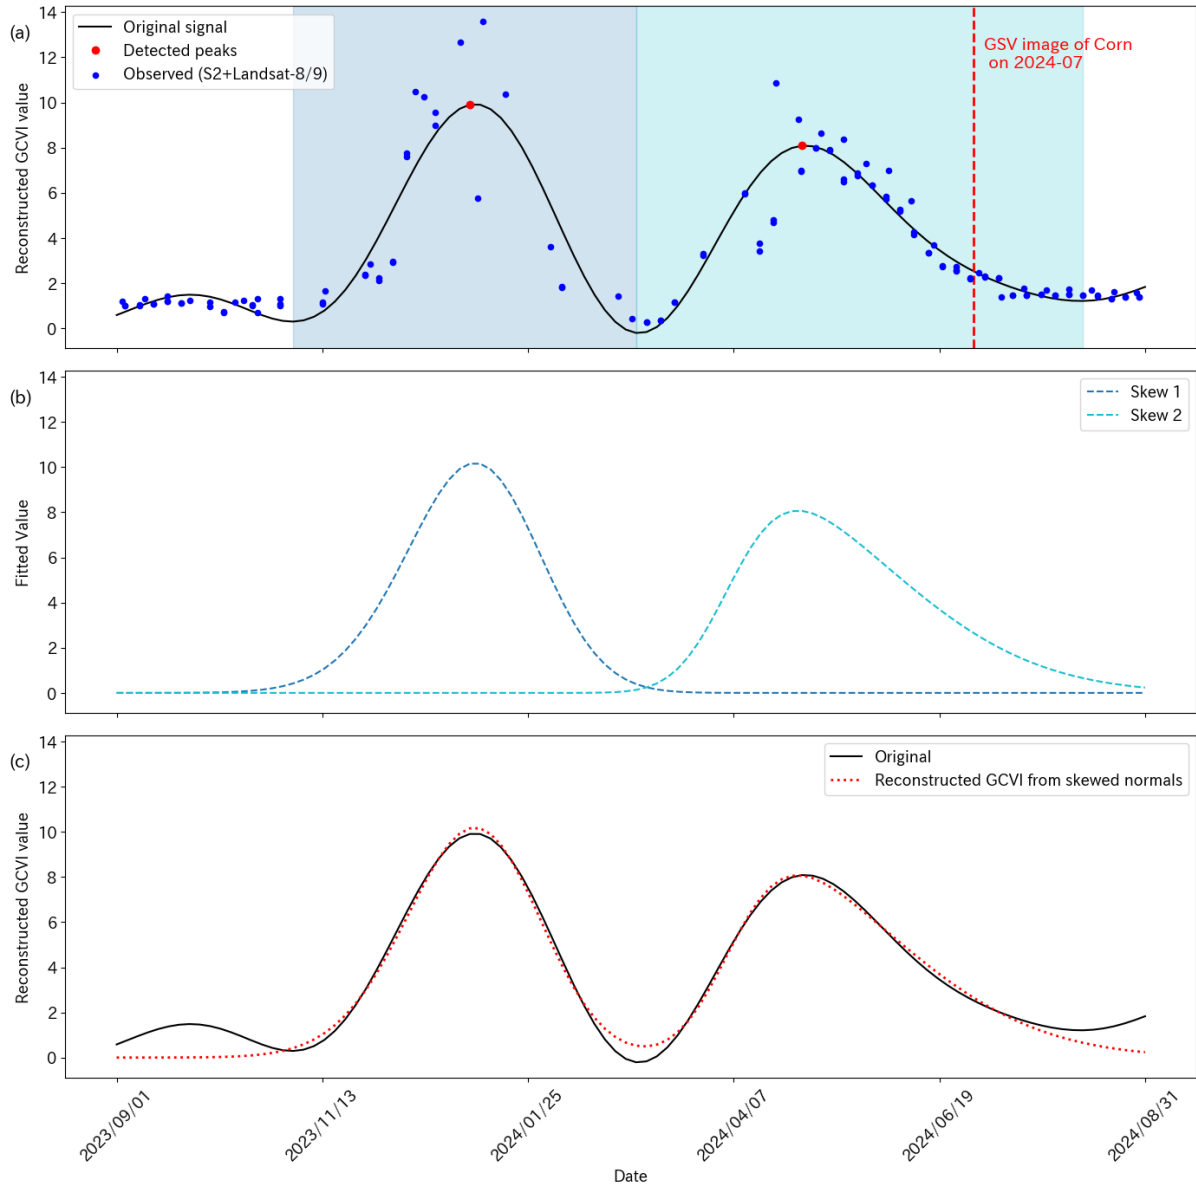 (a)
Original signal
Detected peaks
Observed (S2+Landsat-8/9)
GSV image of Corn
on 2024-07
Reconstructed GCVI value
14
12
10
8
6
4
2
0
(b)
Skew 1
Skew 2
Fitted Value
14
12
10
8
6
4
2
0
(c)
Original
Reconstructed GCVI from skewed normals
Reconstructed GCVI value
14
12
10
8
6
4
2
0
2023/09/01
2023/11/13
2024/01/25
2024/04/07
2024/06/19
2024/08/31
Date